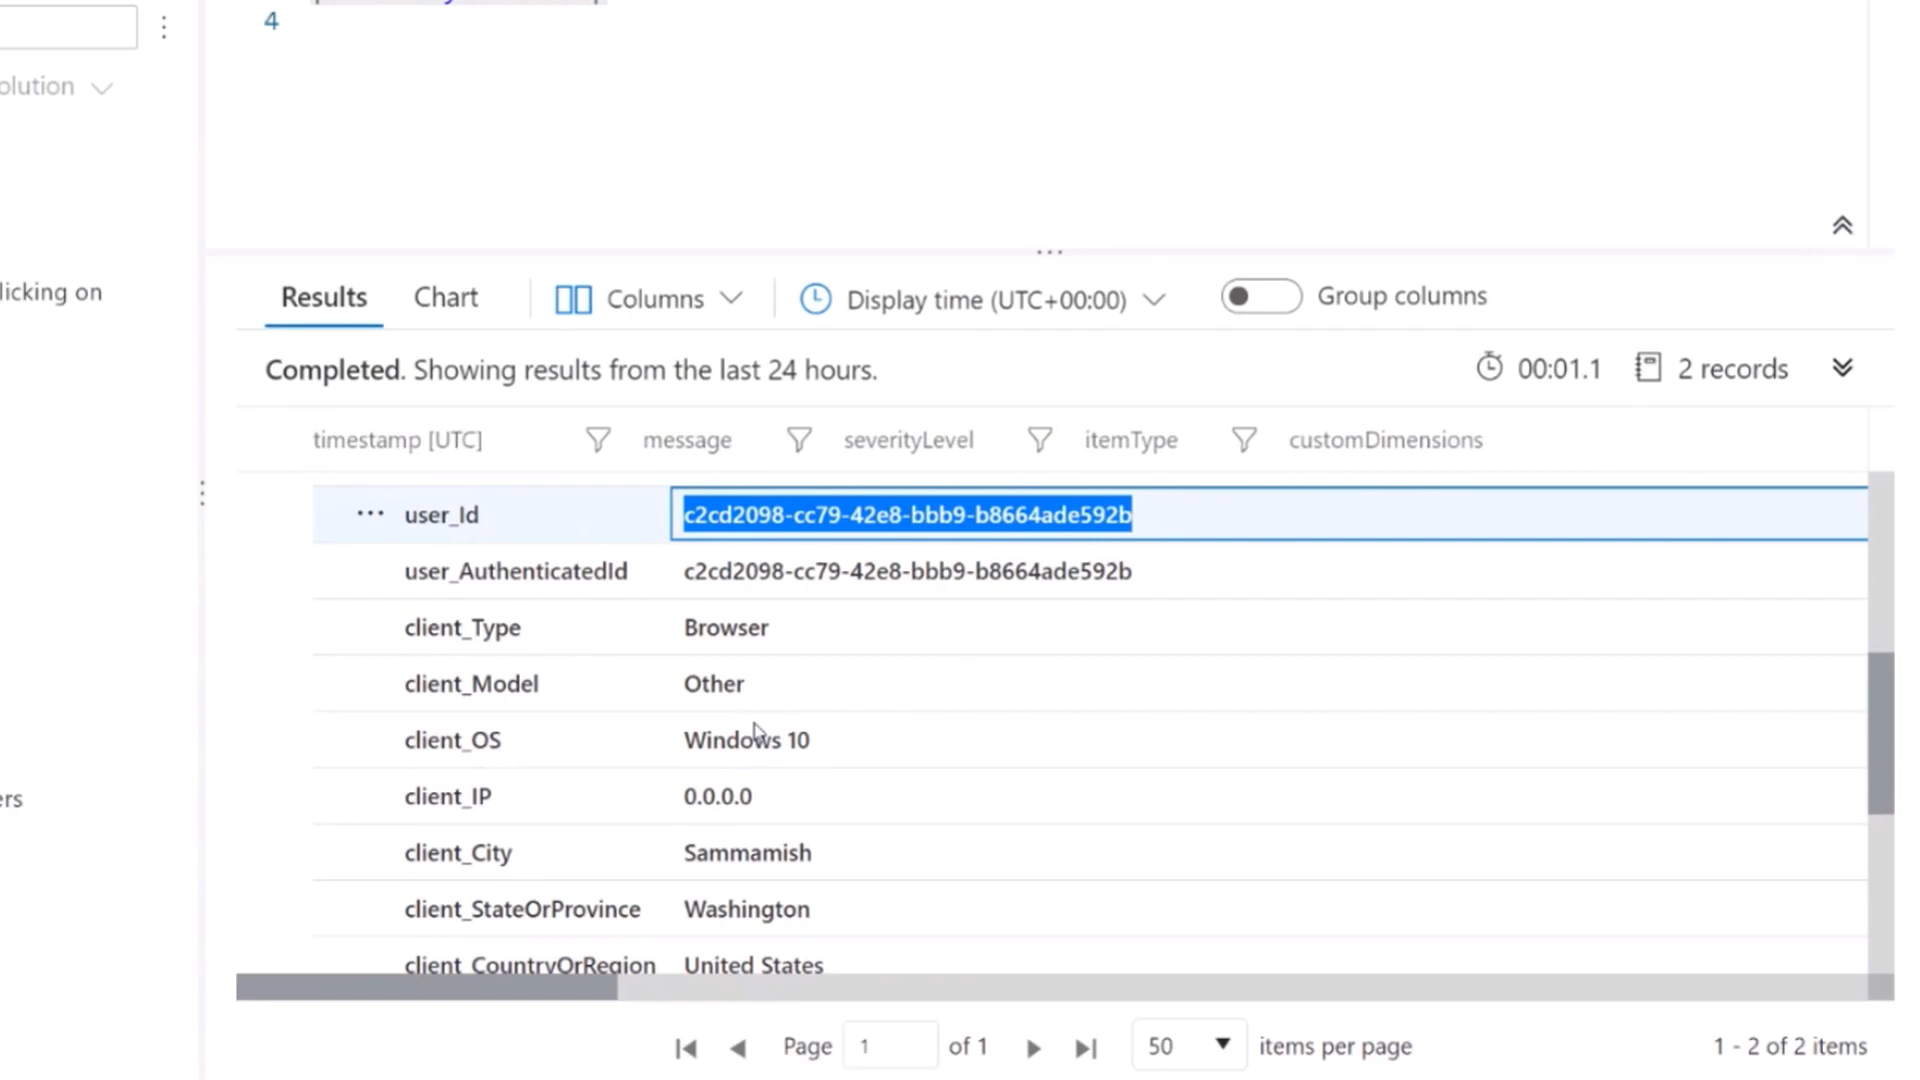 4
olution
licking on
ers
Results Chart Columns Display time (UTC+00:00) Group columns
Completed. Showing results from the last 24 hours. 00:01.1 2 records
timestamp [UTC] message severityLevel itemType customDimensions
user_Id c2cd2098-cc79-42e8-bbb9-b8664ade592b
user_AuthenticatedId c2cd2098-cc79-42e8-bbb9-b8664ade592b
client_Type Browser
client_Model Other
client_OS Windows 10
client_IP 0.0.0.0
client_City Sammamish
client_StateOrProvince Washington
client_CountryOrRegion United States
Page 1 of 1 50 items per page 1 - 2 of 2 items